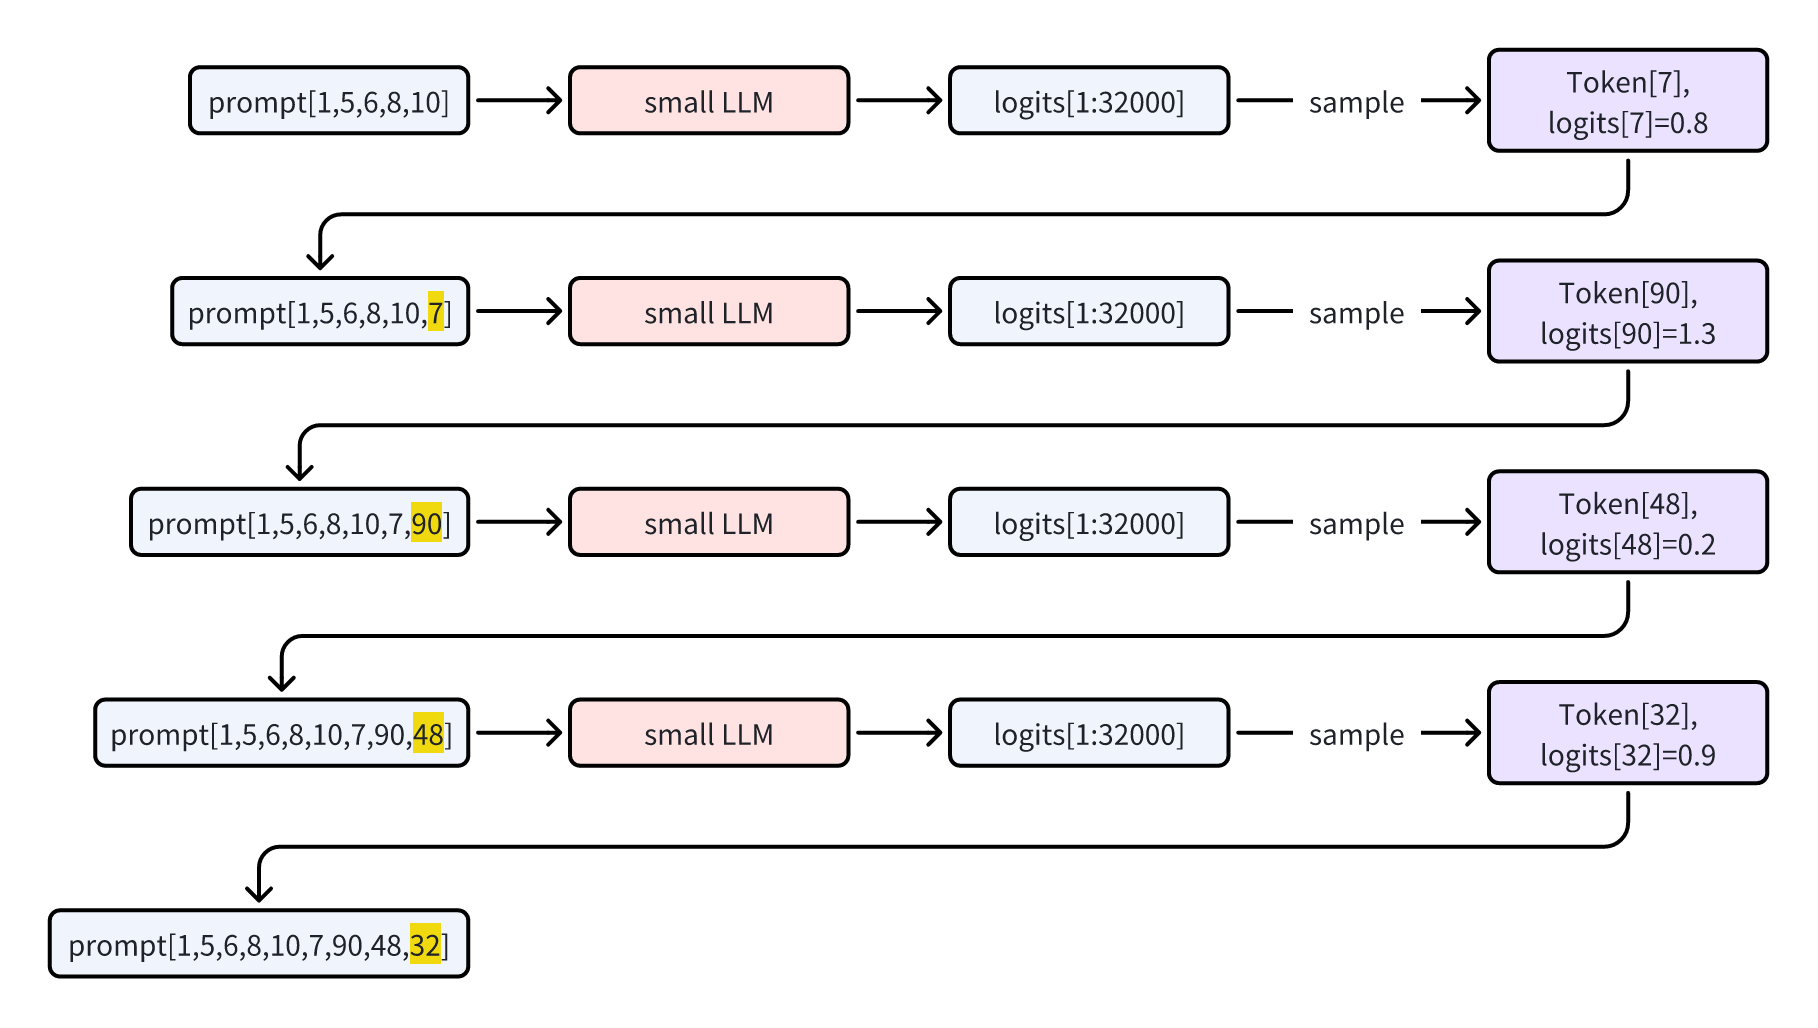 prompt[1,5,6,8,10]
small LLM
logits[1:32000]
sample
Token[7],
logits[7]=0.8
prompt[1,5,6,8,10,7]
small LLM
logits[1:32000]
sample
Token[90],
logits[90]=1.3
prompt[1,5,6,8,10,7,90]
small LLM
logits[1:32000]
sample
Token[48],
logits[48]=0.2
prompt[1,5,6,8,10,7,90,48]
small LLM
logits[1:32000]
sample
Token[32],
logits[32]=0.9
prompt[1,5,6,8,10,7,90,48,32]